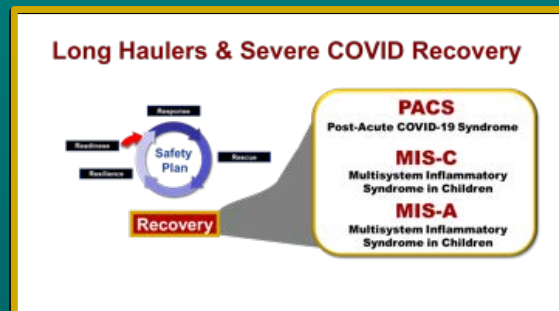 Long Haulers & Severe COVID Recovery
Response
Readiness
Safety
Plan
Rescue
Resilience
Recovery
PACS
Post-Acute COVID-19 Syndrome
MIS-C
Multisystem Inflammatory
Syndrome in Children
MIS-A
Multisystem Inflammatory
Syndrome in Children